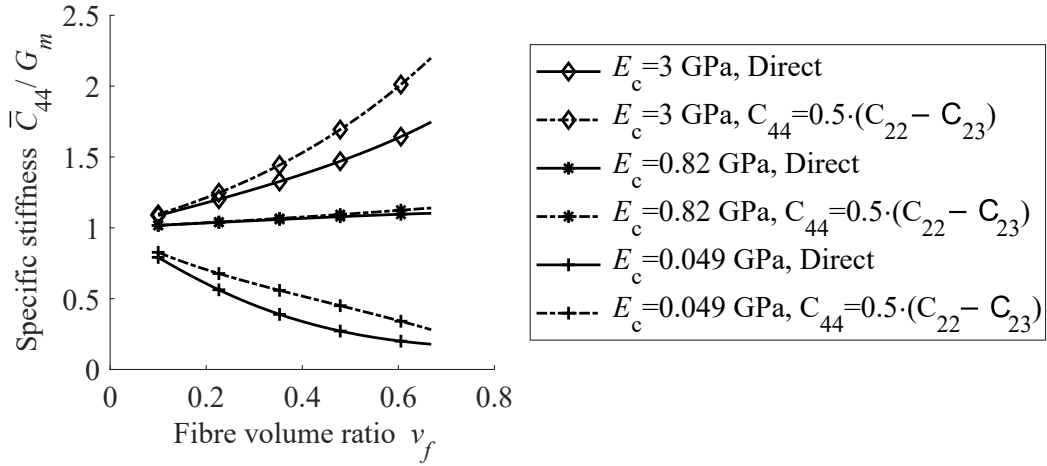 Specific stiffness C̅44 / Gm
2.5
2
1.5
1
0.5
0
0
0.2
0.4
0.6
0.8
Fibre volume ratio vf
Ec=3 GPa, Direct
Ec=3 GPa, C44=0.5·(C22− C23)
Ec=0.82 GPa, Direct
Ec=0.82 GPa, C44=0.5·(C22− C23)
Ec=0.049 GPa, Direct
Ec=0.049 GPa, C44=0.5·(C22− C23)